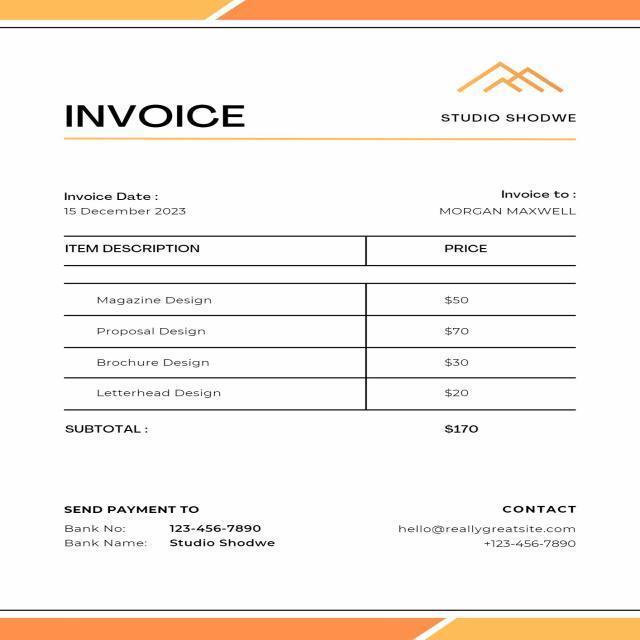 INVOICE
STUDIO SHODWE
Invoice Date :
15 December 2023
Invoice to :
MORGAN MAXWELL
ITEM DESCRIPTION PRICE
Magazine Design $50
Proposal Design $70
Brochure Design $30
Letterhead Design $20
SUBTOTAL : $170
SEND PAYMENT TO
Bank No: 123-456-7890
Bank Name: Studio Shodwe
CONTACT
hello@reallygreatsite.com
+123-456-7890